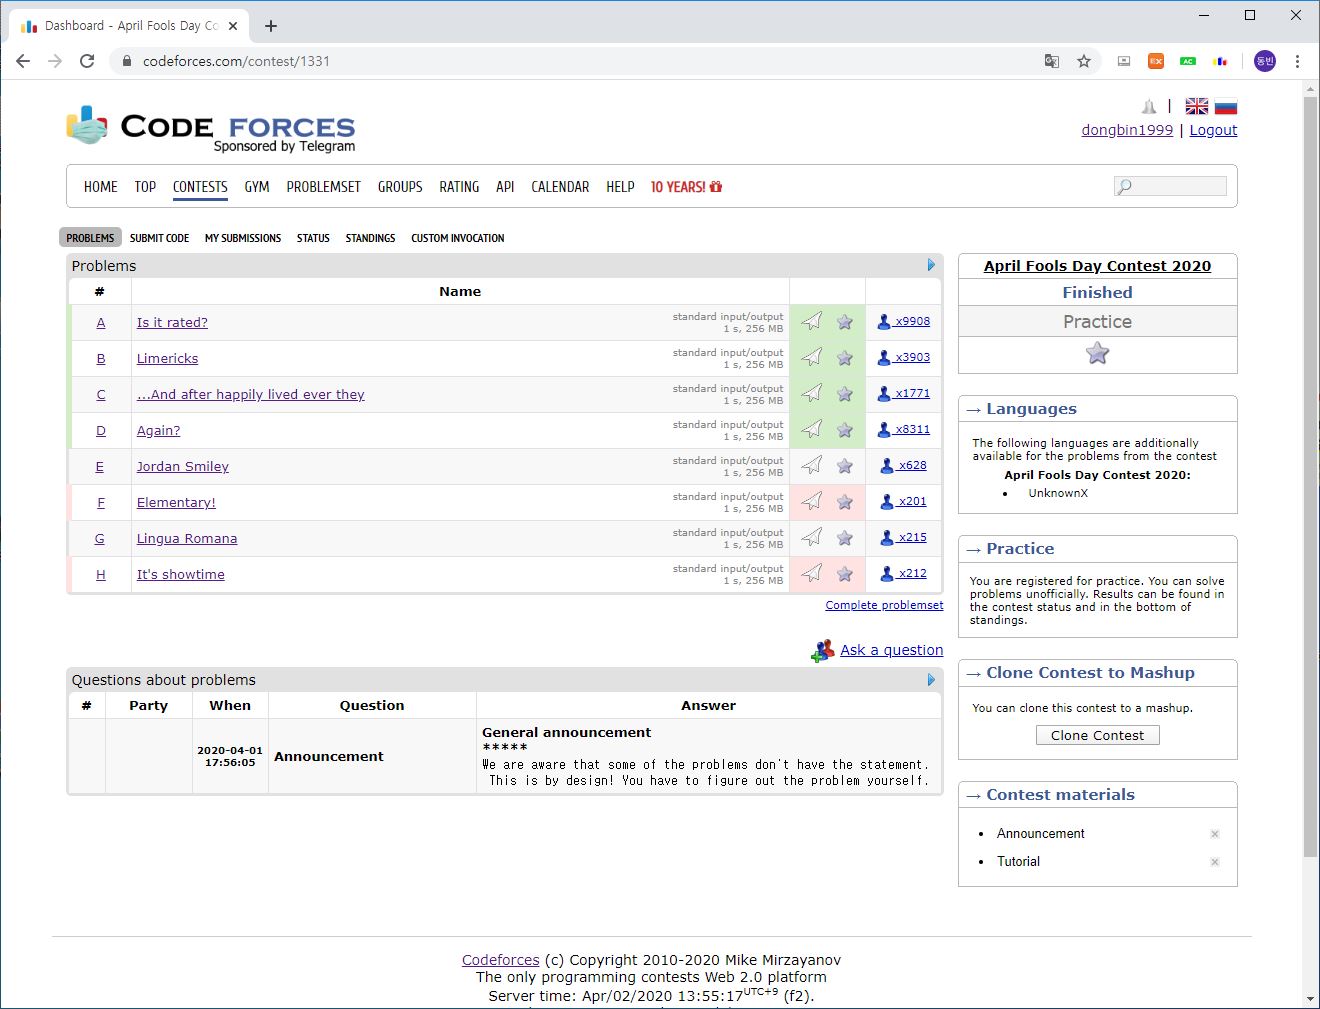 Dashboard - April Fools Day Co
codeforces.com/contest/1331
EX
AC
동빈
CODE FORCES
Sponsored by Telegram
|
dongbin1999 | Logout
HOME TOP CONTESTS GYM PROBLEMSET GROUPS RATING API CALENDAR HELP 10 YEARS!
PROBLEMS SUBMIT CODE MY SUBMISSIONS STATUS STANDINGS CUSTOM INVOCATION
Problems
# Name
A Is it rated? standard input/output
1 s, 256 MB
x9908
B Limericks standard input/output
1 s, 256 MB
x3903
C ...And after happily lived ever they standard input/output
1 s, 256 MB
x1771
D Again? standard input/output
1 s, 256 MB
x8311
E Jordan Smiley standard input/output
1 s, 256 MB
x628
F Elementary! standard input/output
1 s, 256 MB
x201
G Lingua Romana standard input/output
1 s, 256 MB
x215
H It's showtime standard input/output
1 s, 256 MB
x212
Complete problemset
Ask a question
Questions about problems
# Party When Question Answer
2020-04-01
17:56:05
Announcement
General announcement
*****
We are aware that some of the problems don't have the statement.
This is by design! You have to figure out the problem yourself.
April Fools Day Contest 2020
Finished
Practice
→ Languages
The following languages are additionally
available for the problems from the contest
April Fools Day Contest 2020:
• UnknownX
→ Practice
You are registered for practice. You can solve
problems unofficially. Results can be found in
the contest status and in the bottom of
standings.
→ Clone Contest to Mashup
You can clone this contest to a mashup.
Clone Contest
→ Contest materials
• Announcement
• Tutorial
Codeforces (c) Copyright 2010-2020 Mike Mirzayanov
The only programming contests Web 2.0 platform
Server time: Apr/02/2020 13:55:17UTC+9 (f2).